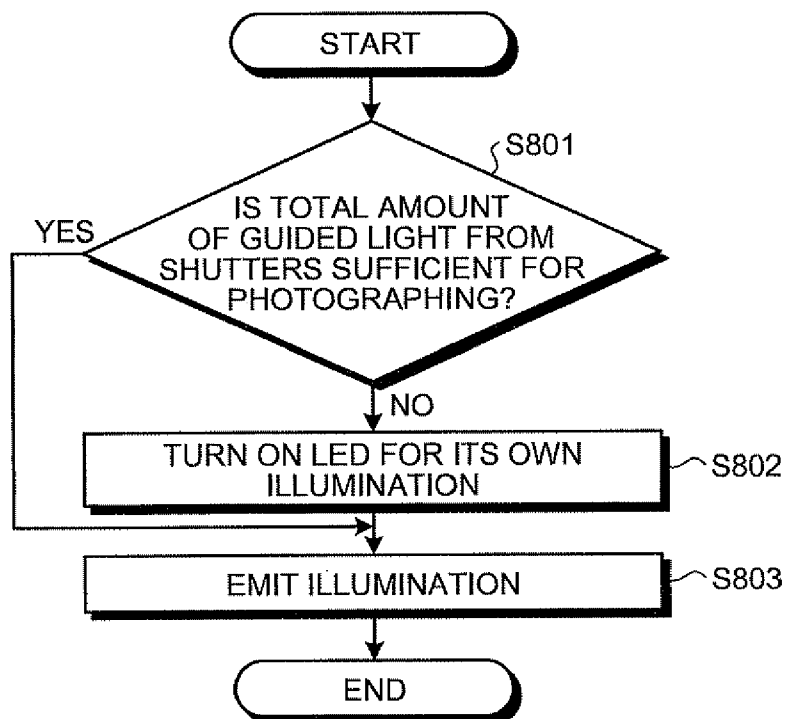 START
S801
IS TOTAL AMOUNT
OF GUIDED LIGHT FROM
SHUTTERS SUFFICIENT FOR
PHOTOGRAPHING?
YES
NO
TURN ON LED FOR ITS OWN
ILLUMINATION
S802
EMIT ILLUMINATION
S803
END